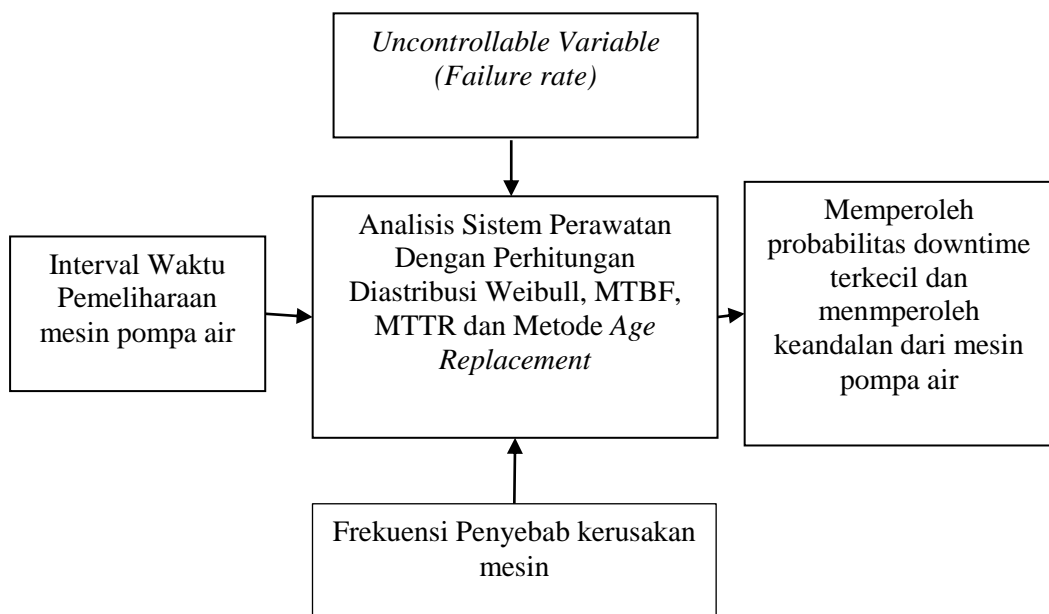 Uncontrollable Variable
(Failure rate)
Interval Waktu
Pemeliharaan
mesin pompa air
Analisis Sistem Perawatan
Dengan Perhitungan
Diastribusi Weibull, MTBF,
MTTR dan Metode Age
Replacement
Memperoleh
probabilitas downtime
terkecil dan
menmperoleh
keandalan dari mesin
pompa air
Frekuensi Penyebab kerusakan
mesin